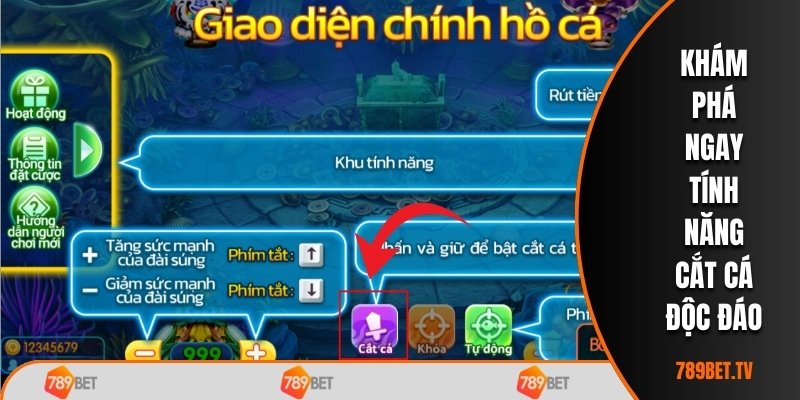 Giao diện chính hồ cá
Rút tiền
Hoạt động
Thông tin
đặt cược
Hướng
dẫn người
chơi mới
Khu tính năng
Nhấn và giữ để bật cắt cá t
+ Tăng sức mạnh
của đài súng
Phím tắt: ↑
− Giảm sức mạnh
của đài súng
Phím tắt: ↓
Phí
Cắt cá
Khóa
Tự động
12345679
−
999
+
789BET
789BET
789BET
KHÁM
PHÁ
NGAY
TÍNH
NĂNG
CẮT CÁ
ĐỘC ĐÁO
789BET.TV